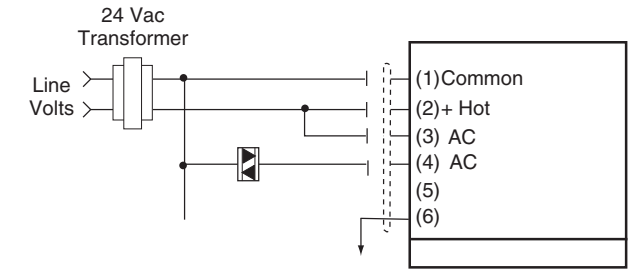 24 Vac
Transformer
Line
Volts
(1)Common
(2)+ Hot
(3) AC
(4) AC
(5)
(6)